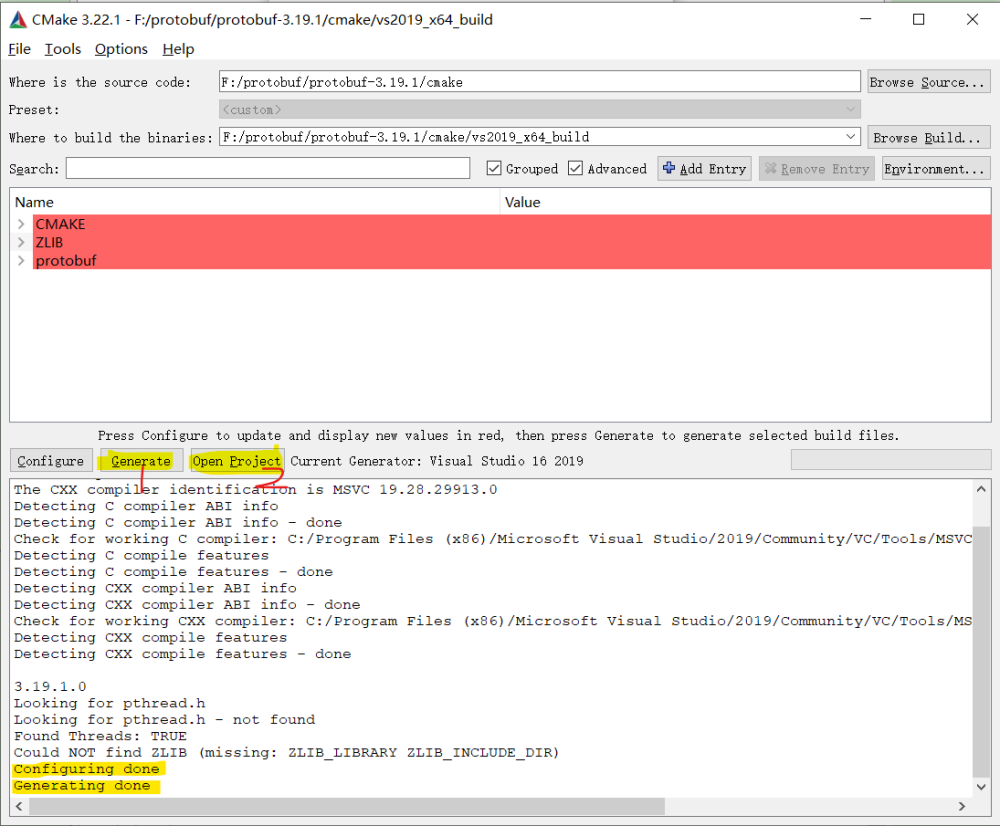 CMake 3.22.1 - F:/protobuf/protobuf-3.19.1/cmake/vs2019_x64_build
File Tools Options Help
Where is the source code: F:/protobuf/protobuf-3.19.1/cmake Browse Source...
Preset: <custom>
Where to build the binaries: F:/protobuf/protobuf-3.19.1/cmake/vs2019_x64_build Browse Build...
Search: Grouped Advanced Add Entry Remove Entry Environment...
Name Value
CMAKE
ZLIB
protobuf
Press Configure to update and display new values in red, then press Generate to generate selected build files.
Configure Generate Open Project Current Generator: Visual Studio 16 2019
1 2
The CXX compiler identification is MSVC 19.28.29913.0
Detecting C compiler ABI info
Detecting C compiler ABI info - done
Check for working C compiler: C:/Program Files (x86)/Microsoft Visual Studio/2019/Community/VC/Tools/MSVC
Detecting C compile features
Detecting C compile features - done
Detecting CXX compiler ABI info
Detecting CXX compiler ABI info - done
Check for working CXX compiler: C:/Program Files (x86)/Microsoft Visual Studio/2019/Community/VC/Tools/MS
Detecting CXX compile features
Detecting CXX compile features - done
3.19.1.0
Looking for pthread.h
Looking for pthread.h - not found
Found Threads: TRUE
Could NOT find ZLIB (missing: ZLIB_LIBRARY ZLIB_INCLUDE_DIR)
Configuring done
Generating done